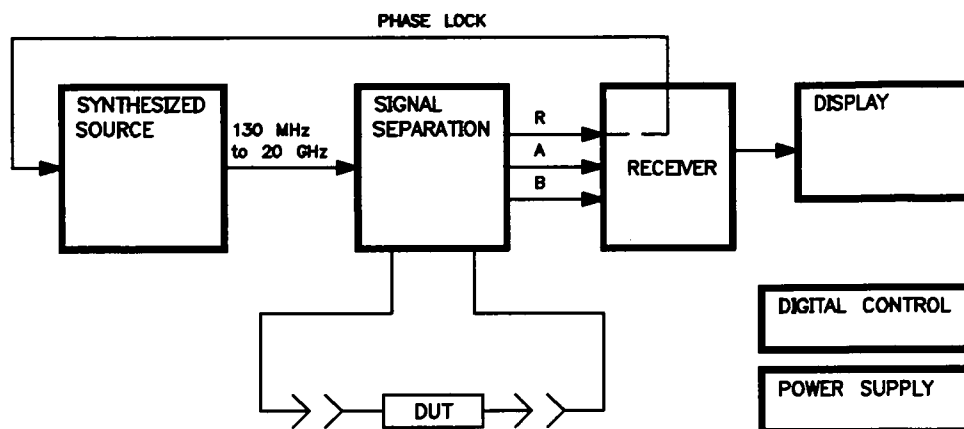 PHASE LOCK
SYNTHESIZED
SOURCE
130 MHz
to 20 GHz
SIGNAL
SEPARATION
R
A
B
RECEIVER
DISPLAY
DUT
DIGITAL CONTROL
POWER SUPPLY